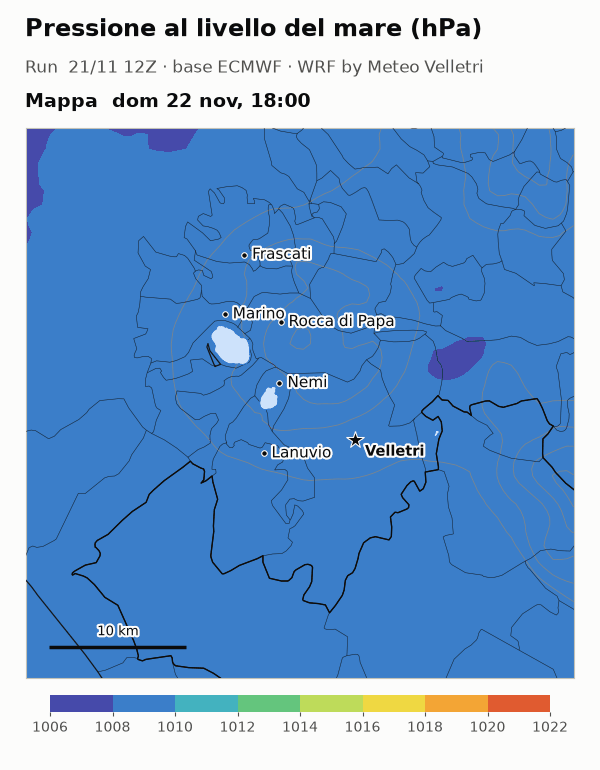 Pressione al livello del mare (hPa)
Run  21/11 12Z · base ECMWF · WRF by Meteo Velletri
Mappa  dom 22 nov, 18:00
Frascati
Marino
Rocca di Papa
Nemi
Velletri
Lanuvio
10 km
1006 1008 1010 1012 1014 1016 1018 1020 1022